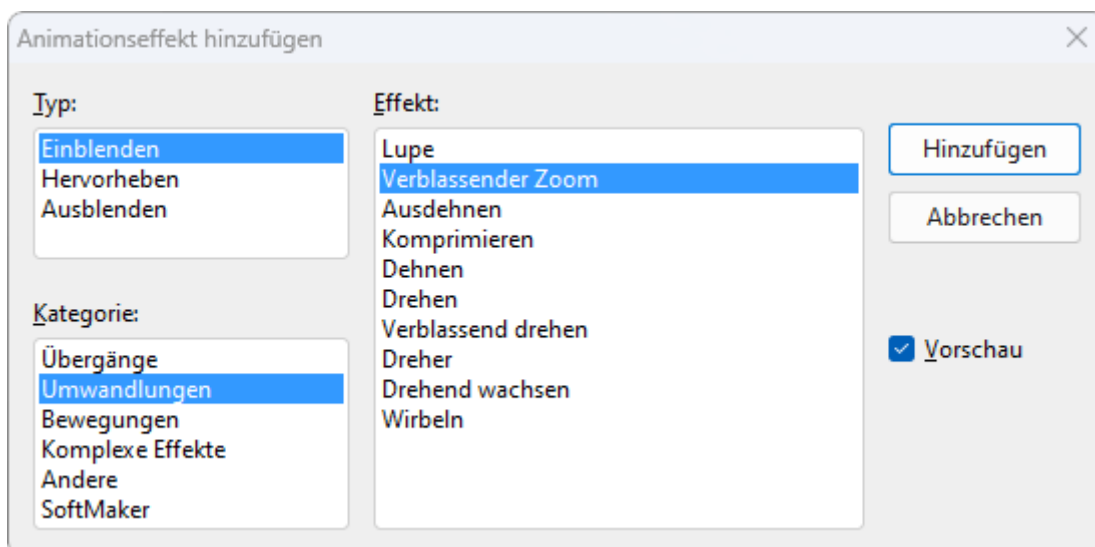 Animationseffekt hinzufügen
Typ:
Einblenden
Hervorheben
Ausblenden
Kategorie:
Übergänge
Umwandlungen
Bewegungen
Komplexe Effekte
Andere
SoftMaker
Effekt:
Lupe
Verblassender Zoom
Ausdehnen
Komprimieren
Dehnen
Drehen
Verblassend drehen
Dreher
Drehend wachsen
Wirbeln
Hinzufügen
Abbrechen
Vorschau